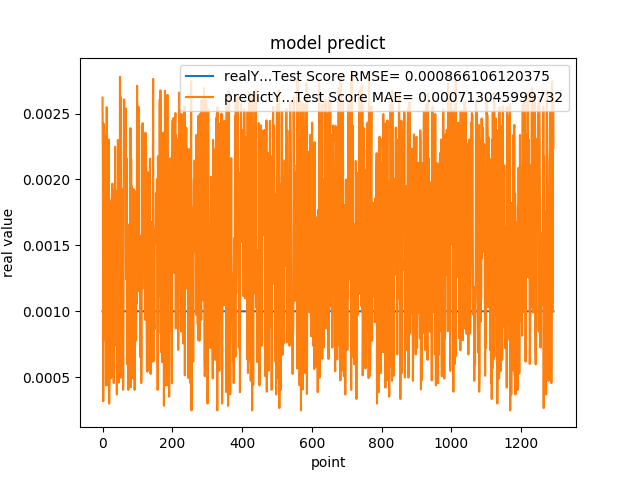 model predict
realY...Test Score RMSE= 0.000866106120375
predictY...Test Score MAE= 0.000713045999732
0.0025
0.0020
0.0015
0.0010
0.0005
real value
0 200 400 600 800 1000 1200
point